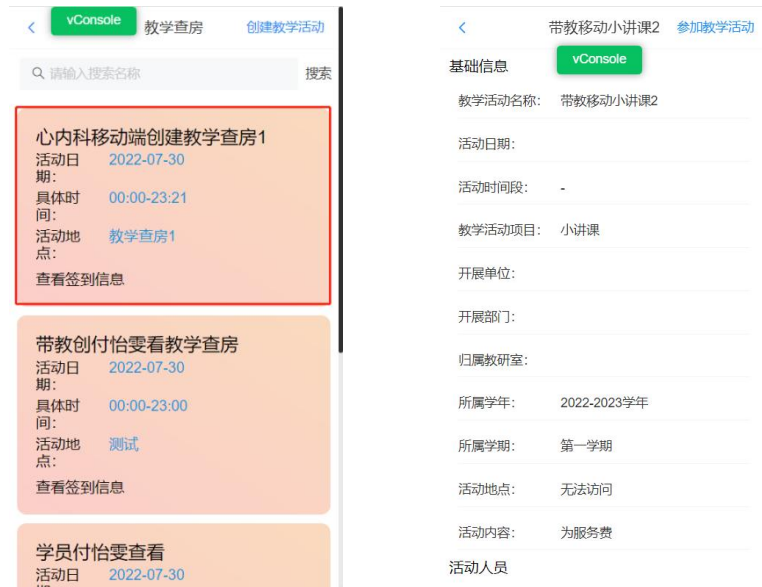 vConsole
教学查房
创建教学活动
请输入搜索名称
搜索
心内科移动端创建教学查房1
活动日
期:
2022-07-30
具体时
间:
00:00-23:21
活动地
点:
教学查房1
查看签到信息
带教创付怡雯看教学查房
活动日
期:
2022-07-30
具体时
间:
00:00-23:00
活动地
点:
测试
查看签到信息
学员付怡雯查看
活动日
2022-07-30
带教移动小讲课2
参加教学活动
vConsole
基础信息
教学活动名称: 带教移动小讲课2
活动日期:
活动时间段: -
教学活动项目: 小讲课
开展单位:
开展部门:
归属教研室:
所属学年: 2022-2023学年
所属学期: 第一学期
活动地点: 无法访问
活动内容: 为服务费
活动人员